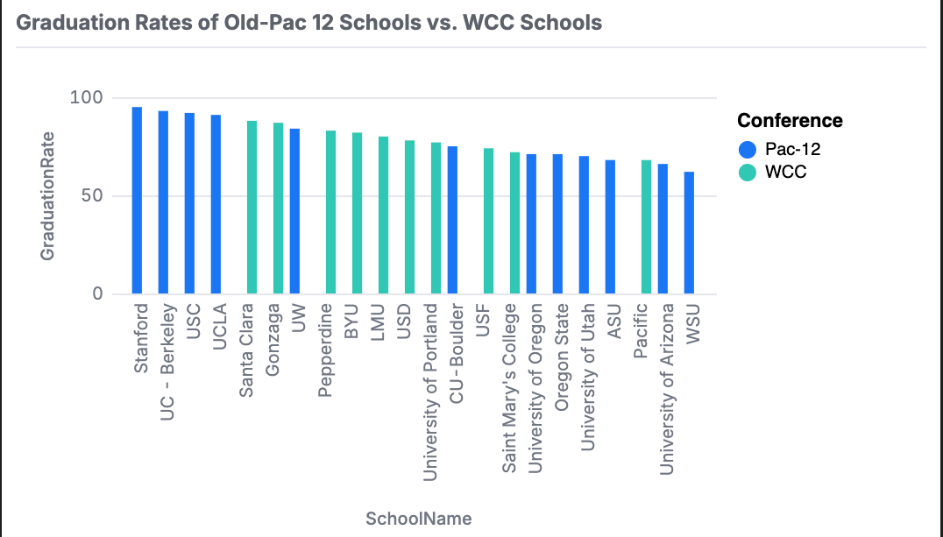 Graduation Rates of Old-Pac 12 Schools vs. WCC Schools
100
50
0
GraduationRate
Conference
Pac-12
WCC
Stanford
UC - Berkeley
USC
UCLA
Santa Clara
Gonzaga
UW
Pepperdine
BYU
LMU
USD
University of Portland
CU - Boulder
USF
Saint Mary's College
University of Oregon
Oregon State
University of Utah
ASU
Pacific
University of Arizona
WSU
SchoolName